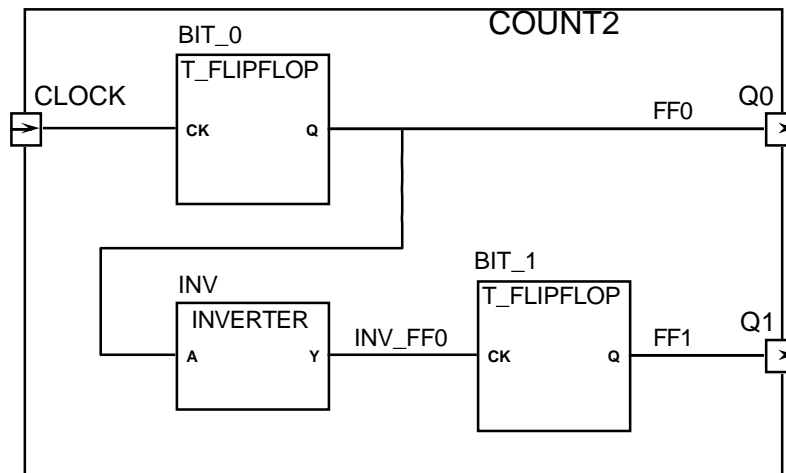 COUNT2
BIT_0
T_FLIPFLOP
CLOCK
CK
Q
FF0
Q0
INV
INVERTER
A
Y
INV_FF0
BIT_1
T_FLIPFLOP
CK
Q
FF1
Q1